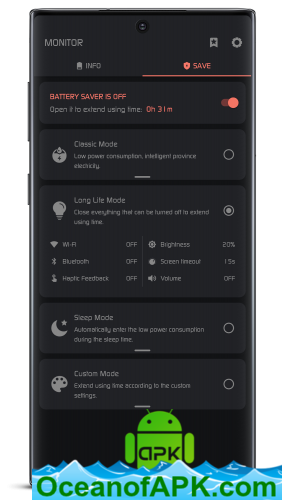 MONITOR
INFO
SAVE
BATTERY SAVER IS OFF
Open it to extend using time: 0h 31m
Classic Mode
Low power consumption, intelligent province
electricity.
Long Life Mode
Close everything that can be turned off to extend
using time.
Wi-Fi OFF Brightness 20%
Bluetooth OFF Screen timeout 15s
Haptic Feedback OFF Volume OFF
Sleep Mode
Automatically enter the low power consumption
during the sleep time.
Custom Mode
Extend using time according to the custom
settings.
APK
OceanofAPK.com